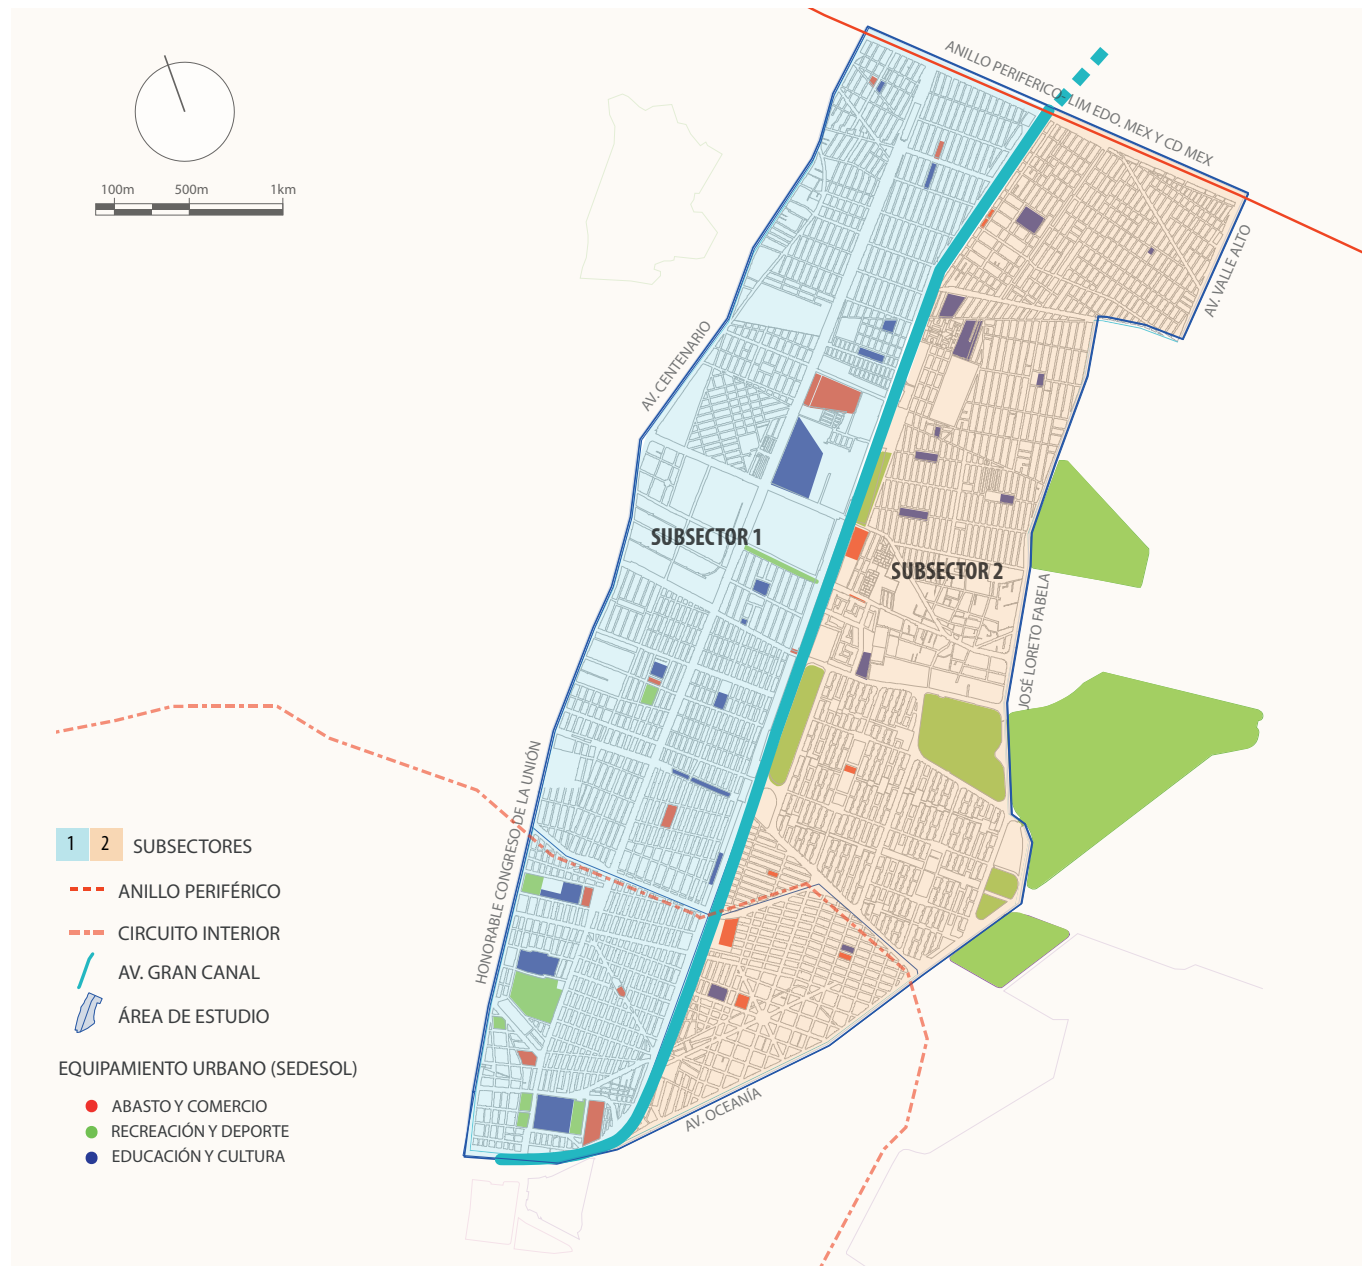 ANILLO PERIFERICO- LIM EDO. MEX Y CD MEX
100m 500m 1km
AV. VALLE ALTO
AV. CENTENARIO
SUBSECTOR 1
SUBSECTOR 2
JOSÉ LORETO FABELA
HONORABLE CONGRESO DE LA UNIÓN
AV. OCEANÍA
1 2 SUBSECTORES
ANILLO PERIFÉRICO
CIRCUITO INTERIOR
AV. GRAN CANAL
ÁREA DE ESTUDIO
EQUIPAMIENTO URBANO (SEDESOL)
ABASTO Y COMERCIO
RECREACIÓN Y DEPORTE
EDUCACIÓN Y CULTURA